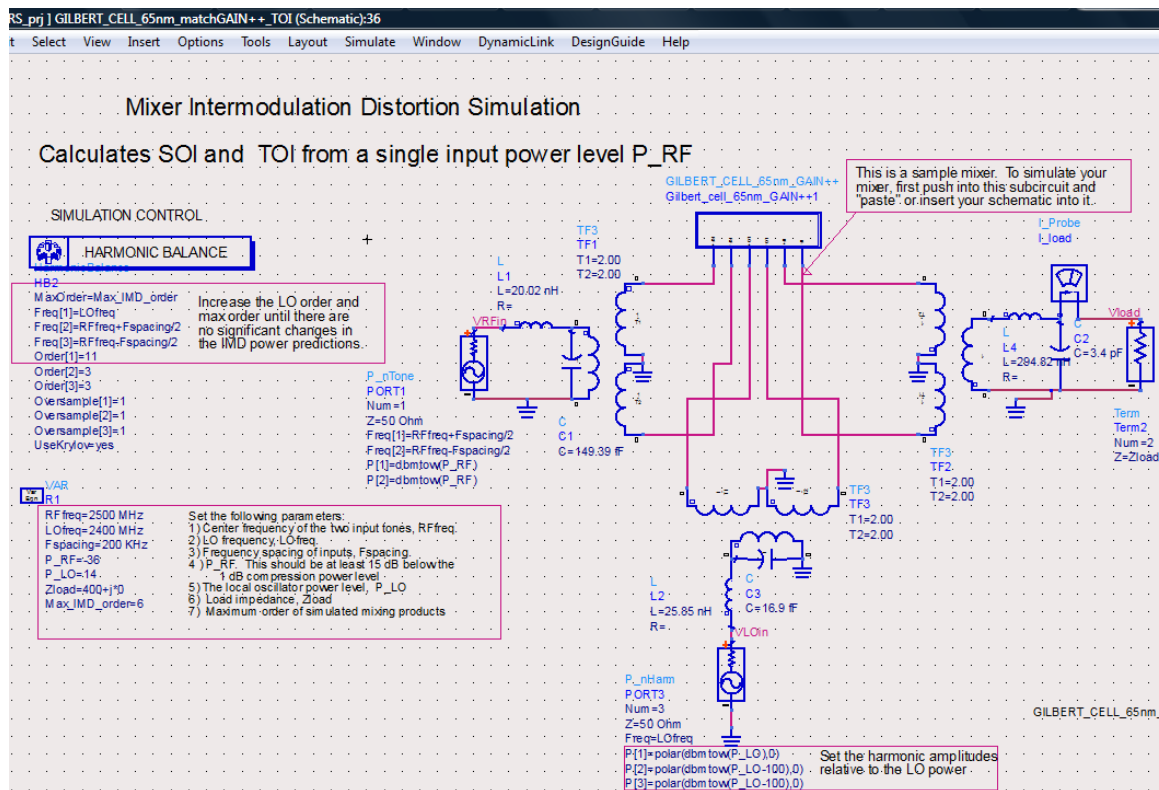 RS_prj ] GILBERT_CELL_65nm_matchGAIN++_TOI (Schematic):36
Select View Insert Options Tools Layout Simulate Window DynamicLink DesignGuide Help
Mixer Intermodulation Distortion Simulation
Calculates SOI and TOI from a single input power level P_RF
GILBERT_CELL_65nm_GAIN++
Gilbert_cell_65nm_GAIN++1
This is a sample mixer. To simulate your
mixer, first push into this subcircuit and
"paste" or insert your schematic into it.
SIMULATION CONTROL
HARMONIC BALANCE
HarmonicBalance
HB2
MaxOrder=Max_IMD_order
Freq[1]=LOfreq
Freq[2]=RFfreq+Fspacing/2
Freq[3]=RFfreq-Fspacing/2
Order[1]=11
Order[2]=3
Order[3]=3
Oversample[1]=1
Oversample[2]=1
Oversample[3]=1
UseKrylov=yes
Increase the LO order and
max order until there are
no significant changes in
the IMD power predictions.
L
L1
L=20.02 nH
R=
TF3
TF1
T1=2.00
T2=2.00
VRFin
P_nTone
PORT1
Num=1
Z=50 Ohm
Freq[1]=RFfreq+Fspacing/2
Freq[2]=RFfreq-Fspacing/2
P[1]=dbmtow(P_RF)
P[2]=dbmtow(P_RF)
C
C1
C=149.39 fF
I_Probe
I_load
Vload
L
L4
L=294.82 nH
R=
C
C2
C=3.4 pF
Term
Term2
Num=2
Z=Zload
TF3
TF2
T1=2.00
T2=2.00
TF3
TF3
T1=2.00
T2=2.00
VAR
R1
RFfreq=2500 MHz
LOfreq=2400 MHz
Fspacing=200 KHz
P_RF=-36
P_LO=14
Zload=400+j*0
Max_IMD_order=6
Set the following parameters:
1) Center frequency of the two input tones, RFfreq.
2) LO frequency, LOfreq.
3) Frequency spacing of inputs, Fspacing.
4 ) P_RF. This should be at least 15 dB below the
1 dB compression power level
5) The local oscillator power level, P_LO
6) Load impedance, Zload
7) Maximum order of simulated mixing products
L
L2
L=25.85 nH
R=
C
C3
C=16.9 fF
VLOin
P_nHarm
PORT3
Num=3
Z=50 Ohm
Freq=LOfreq
P[1]=polar(dbmtow(P_LO),0)
P[2]=polar(dbmtow(P_LO-100),0)
P[3]=polar(dbmtow(P_LO-100),0)
Set the harmonic amplitudes
relative to the LO power
GILBERT_CELL_65nm_